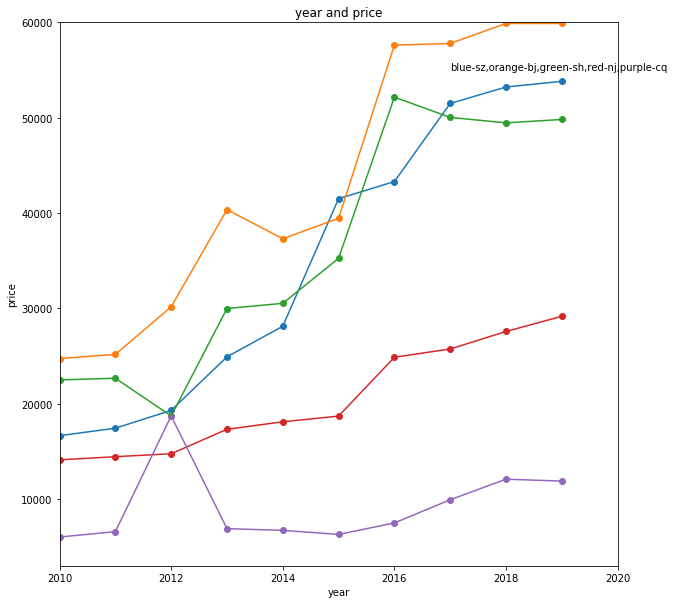 year and price
60000
blue-sz,orange-bj,green-sh,red-nj,purple-cq
50000
40000
price
30000
20000
10000
2010 2012 2014 2016 2018 2020
year